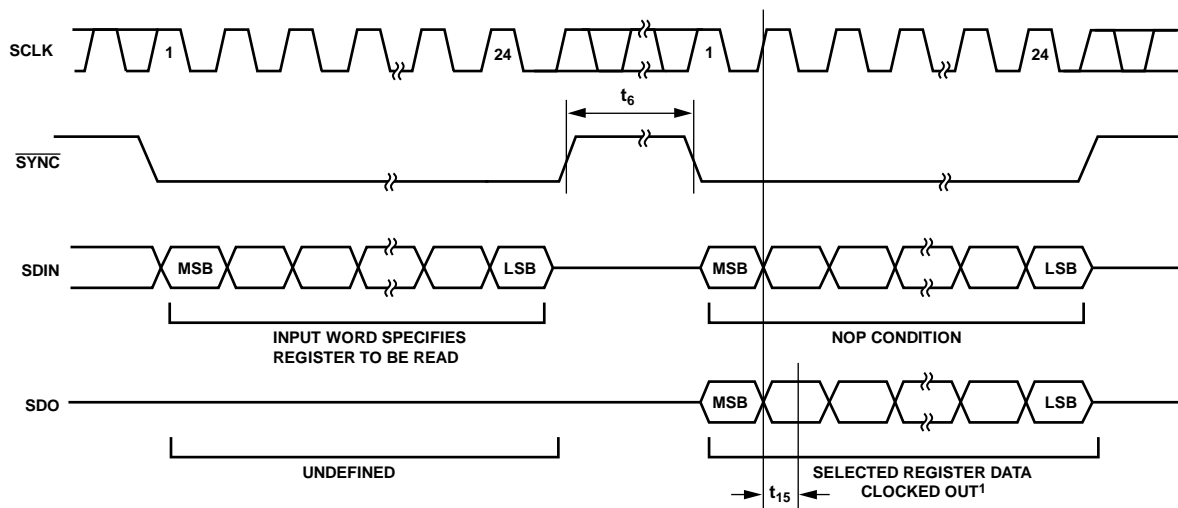 SCLK
1
24
1
24
t6
SYNC
SDIN
MSB
LSB
MSB
LSB
INPUT WORD SPECIFIES
REGISTER TO BE READ
NOP CONDITION
SDO
MSB
LSB
UNDEFINED
SELECTED REGISTER DATA
CLOCKED OUT1
t15